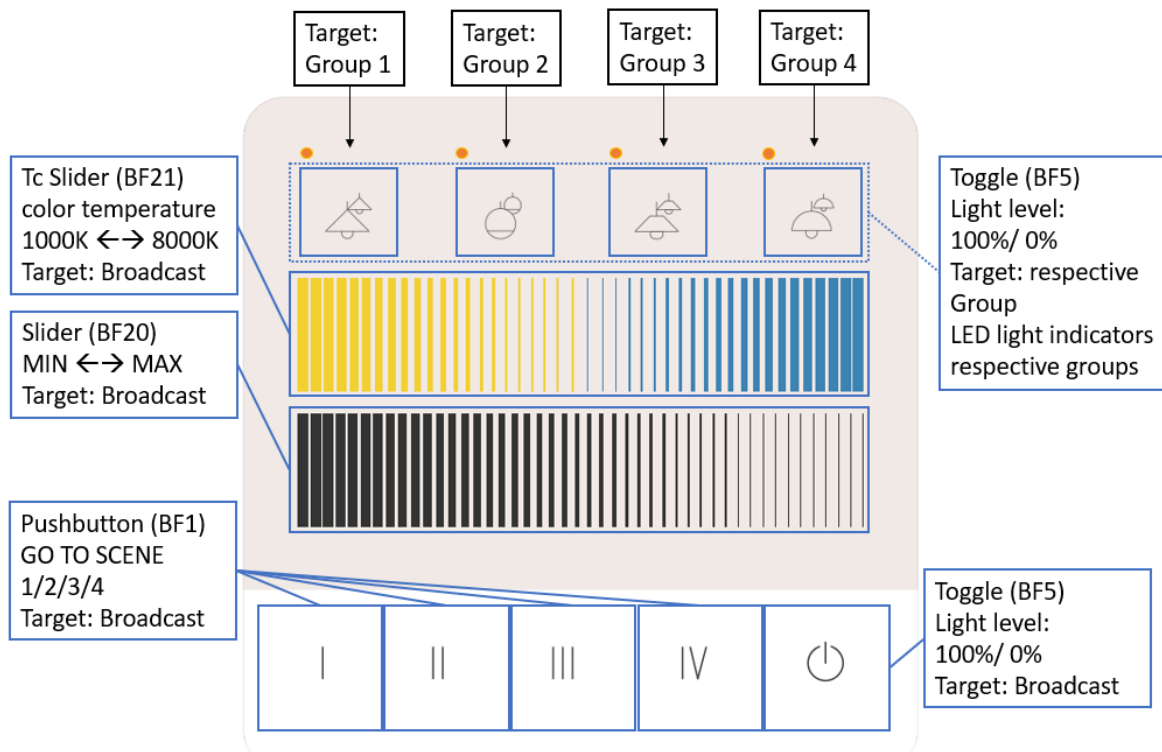 Target:
Group 1
Target:
Group 2
Target:
Group 3
Target:
Group 4
Tc Slider (BF21)
color temperature
1000K ←→ 8000K
Target: Broadcast
Slider (BF20)
MIN ←→ MAX
Target: Broadcast
Pushbutton (BF1)
GO TO SCENE
1/2/3/4
Target: Broadcast
Toggle (BF5)
Light level:
100%/ 0%
Target: respective
Group
LED light indicators
respective groups
Toggle (BF5)
Light level:
100%/ 0%
Target: Broadcast
I
II
III
IV